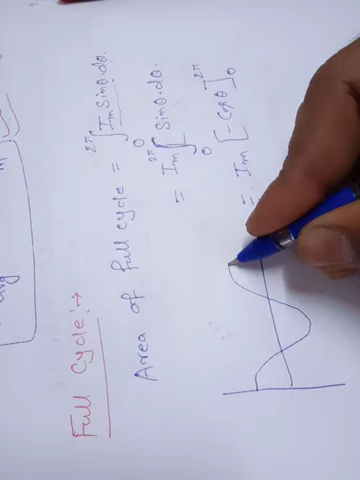 Full Cycle:→
Area of full cycle = ∫₀^2π Im Sinθ.dθ.
= Im ∫₀^2π Sinθ.dθ.
= Im [-Cosθ]₀^2π